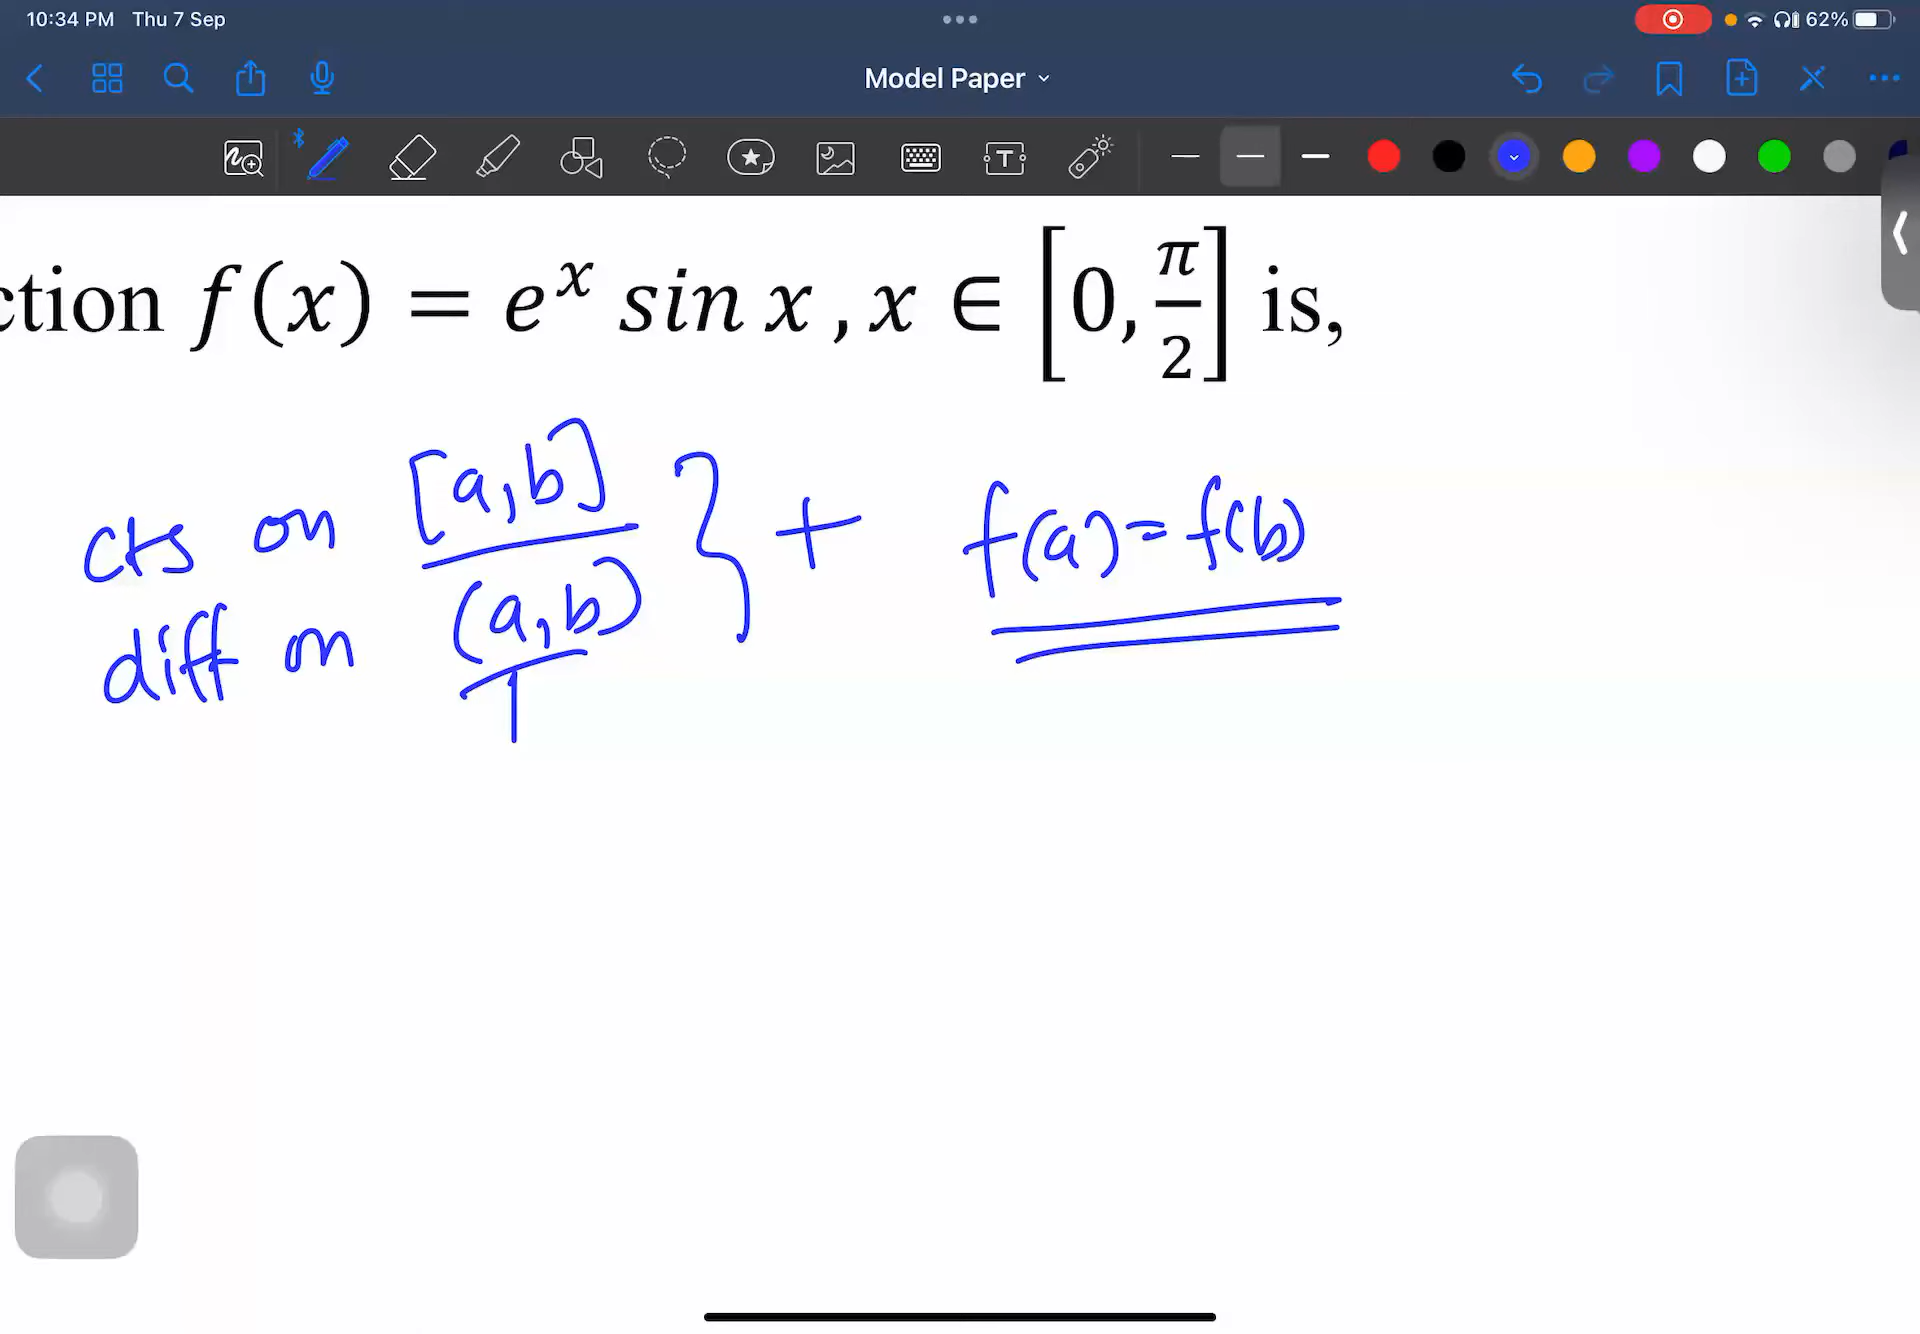 10:34 PM Thu 7 Sep
62%
Model Paper
T
ction f(x) = e^x sin x , x ∈ [0, π/2] is,
cts on [a,b] } + f(a) = f(b)
diff on (a,b)